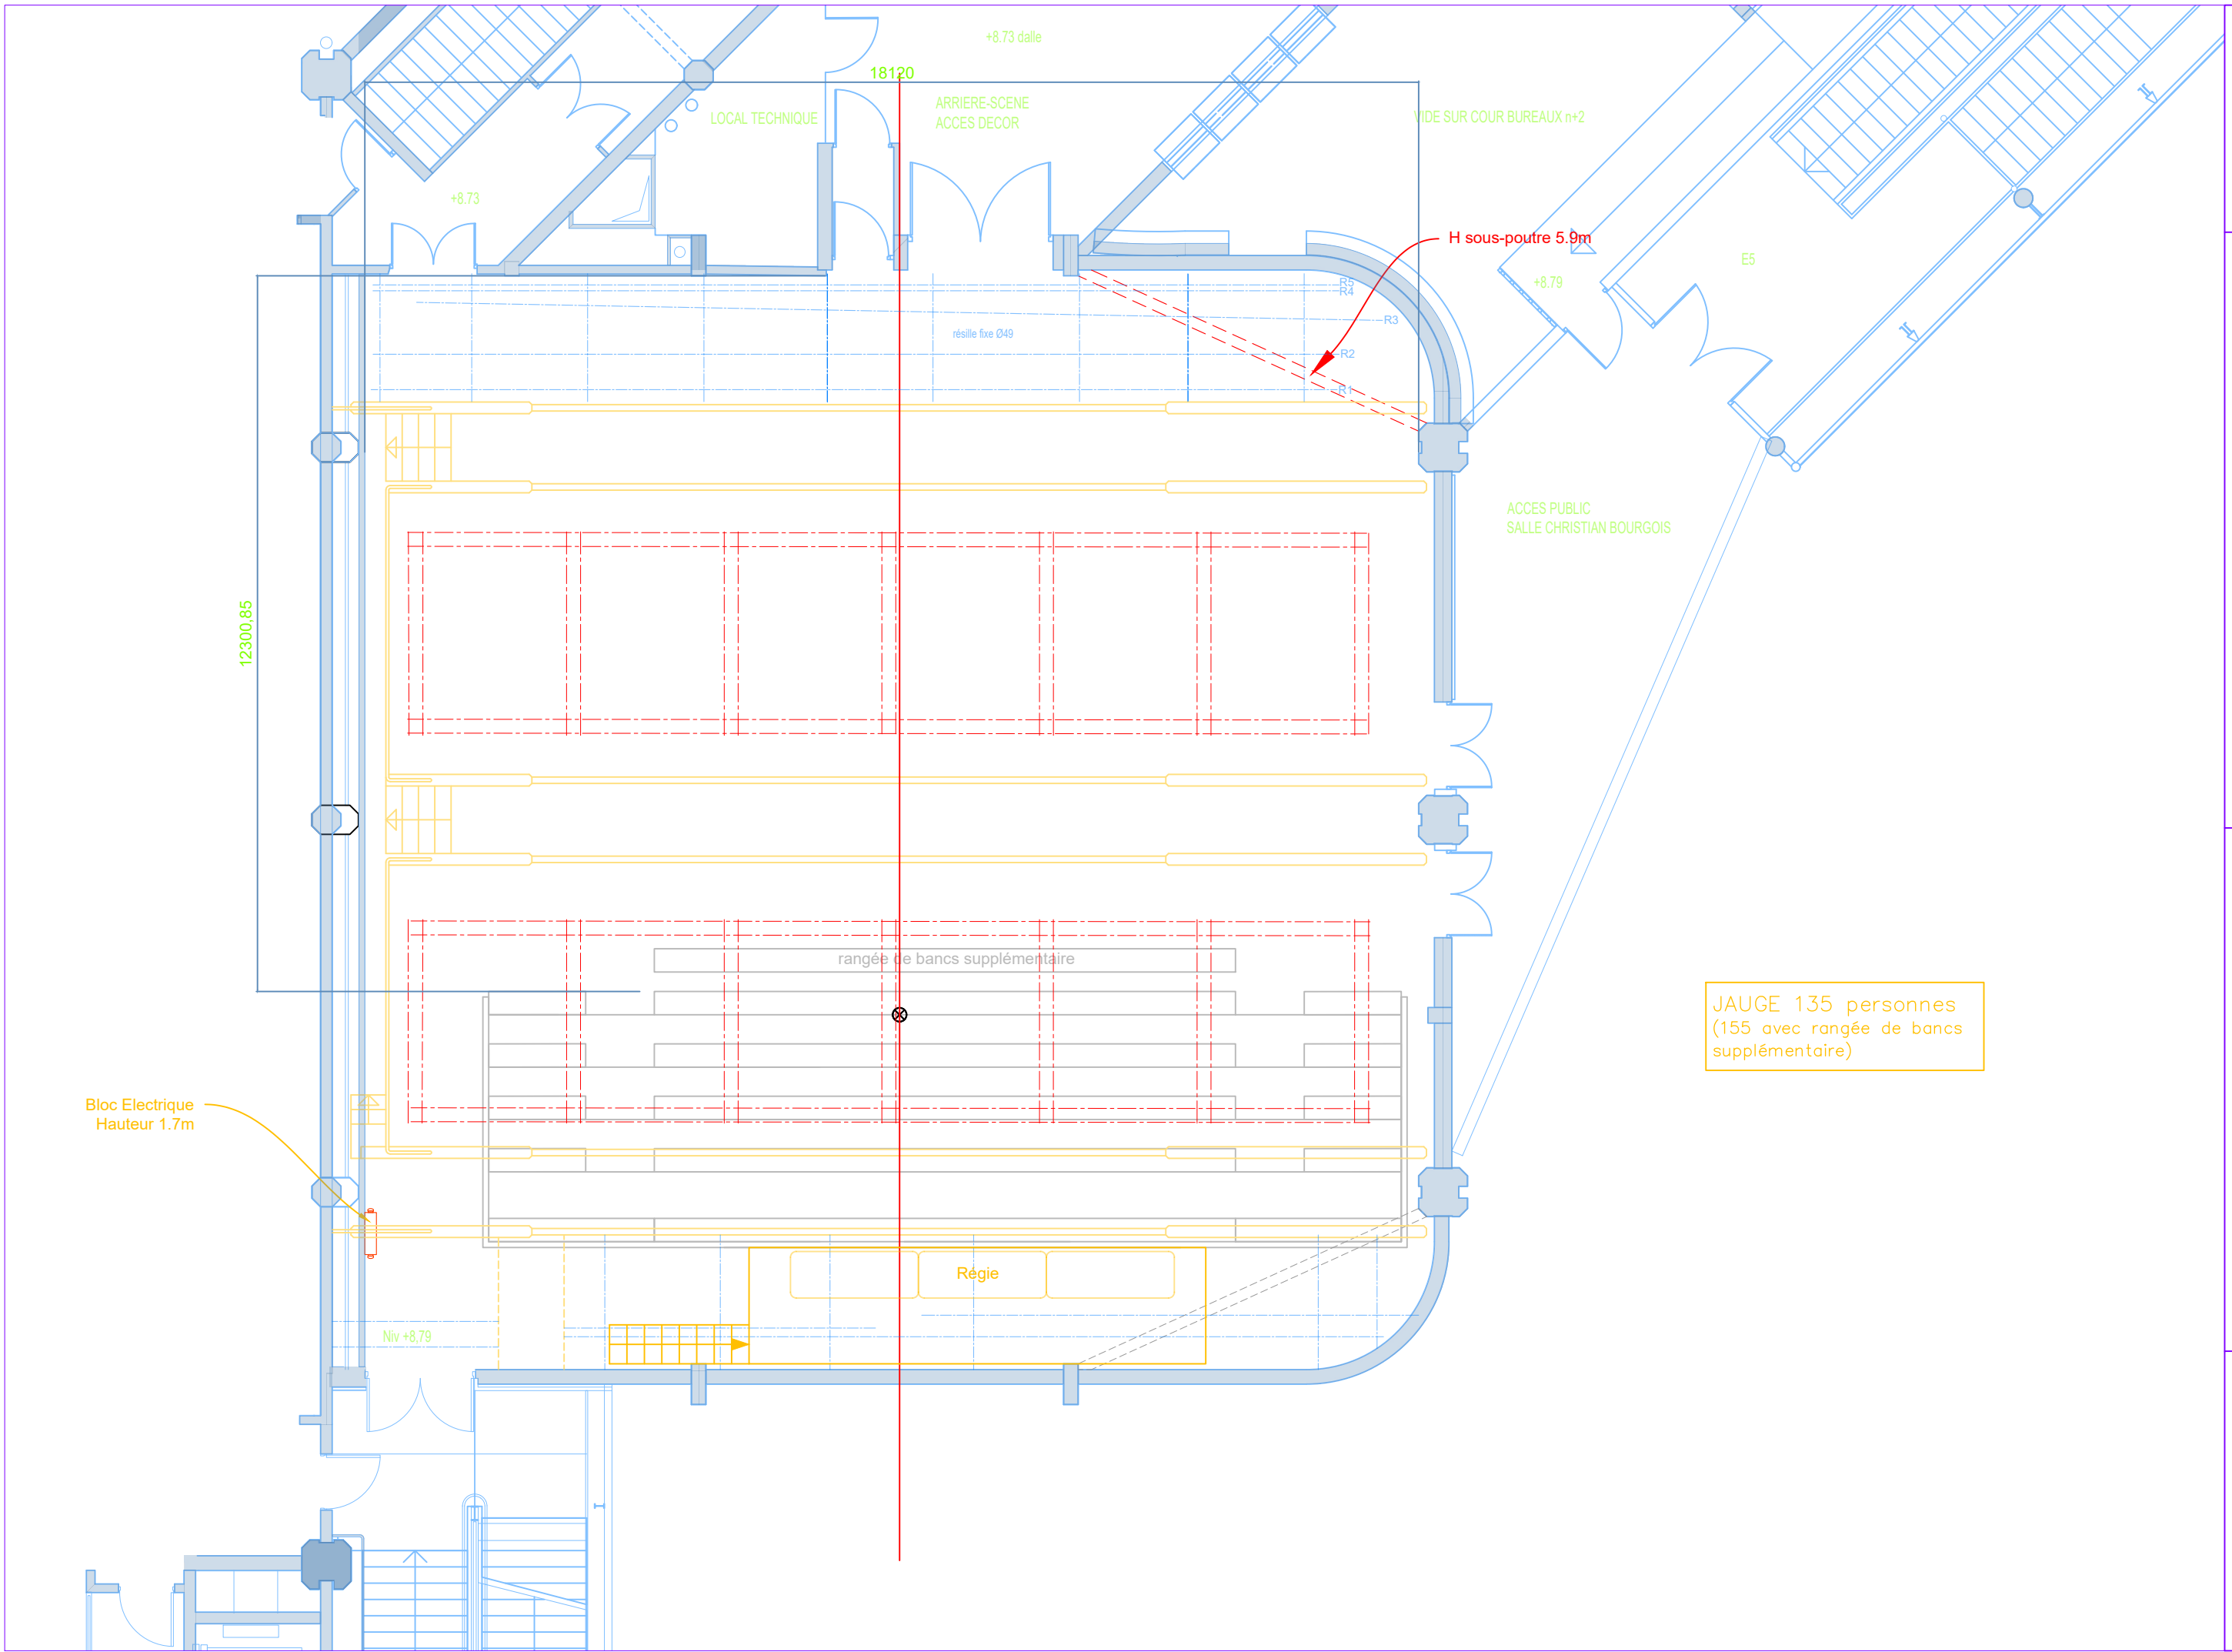 +8.73 dalle
18120
ARRIERE-SCENE
ACCES DECOR
LOCAL TECHNIQUE
VIDE SUR COUR BUREAUX n+2
+8.73
H sous-poutre 5.9m
E5
+8.79
R5
R4
R3
résille fixe Ø49
R2
R1
ACCES PUBLIC
SALLE CHRISTIAN BOURGOIS
12300,85
rangée de bancs supplémentaire
JAUGE 135 personnes
(155 avec rangée de bancs
supplémentaire)
Bloc Electrique
Hauteur 1.7m
Régie
Niv +8,79